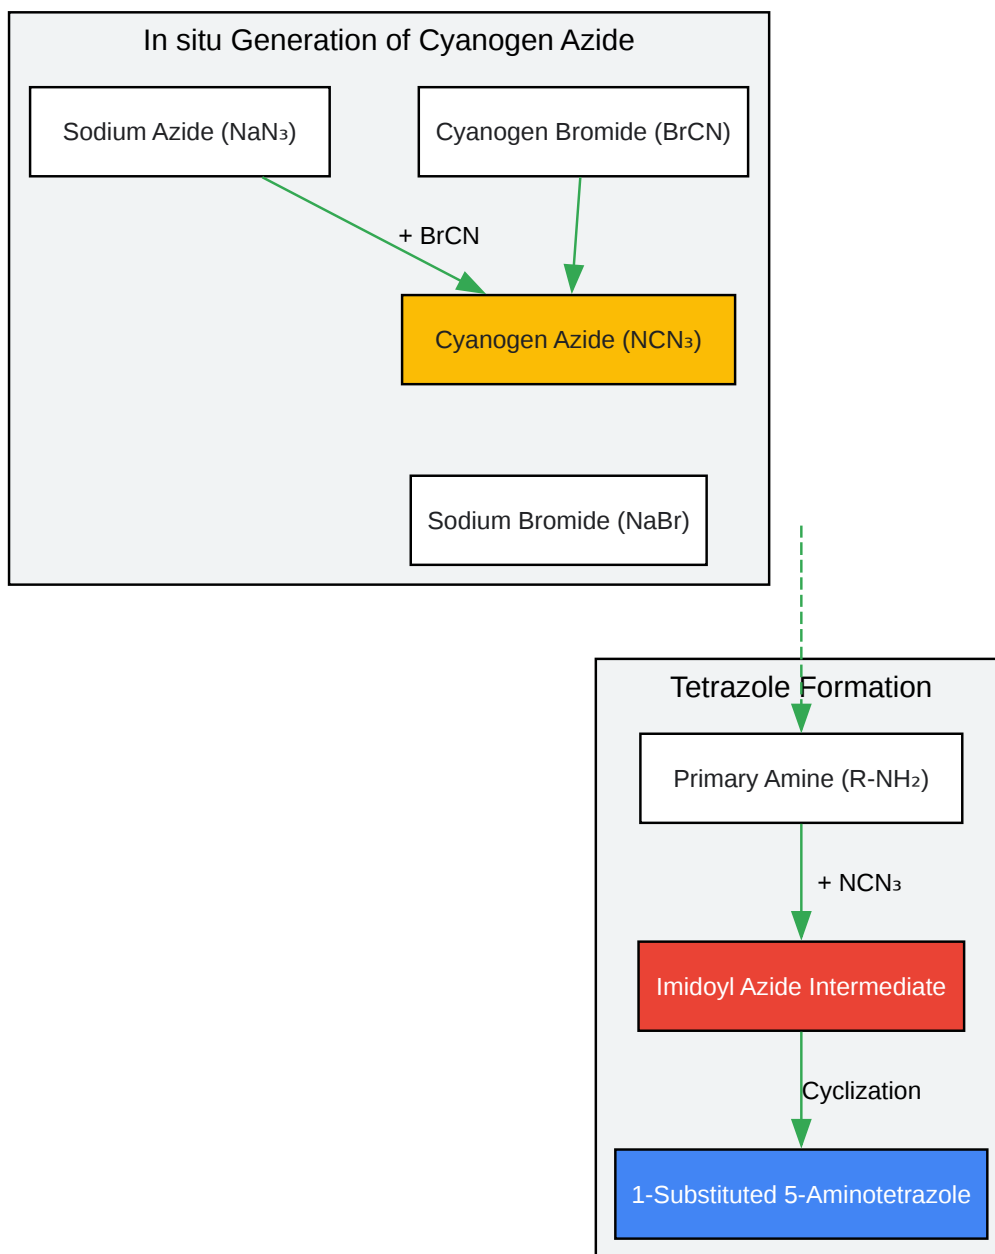 In situ Generation of Cyanogen Azide
Sodium Azide (NaN₃)
Cyanogen Bromide (BrCN)
+ BrCN
Cyanogen Azide (NCN₃)
Sodium Bromide (NaBr)
Tetrazole Formation
Primary Amine (R-NH₂)
+ NCN₃
Imidoyl Azide Intermediate
Cyclization
1-Substituted 5-Aminotetrazole